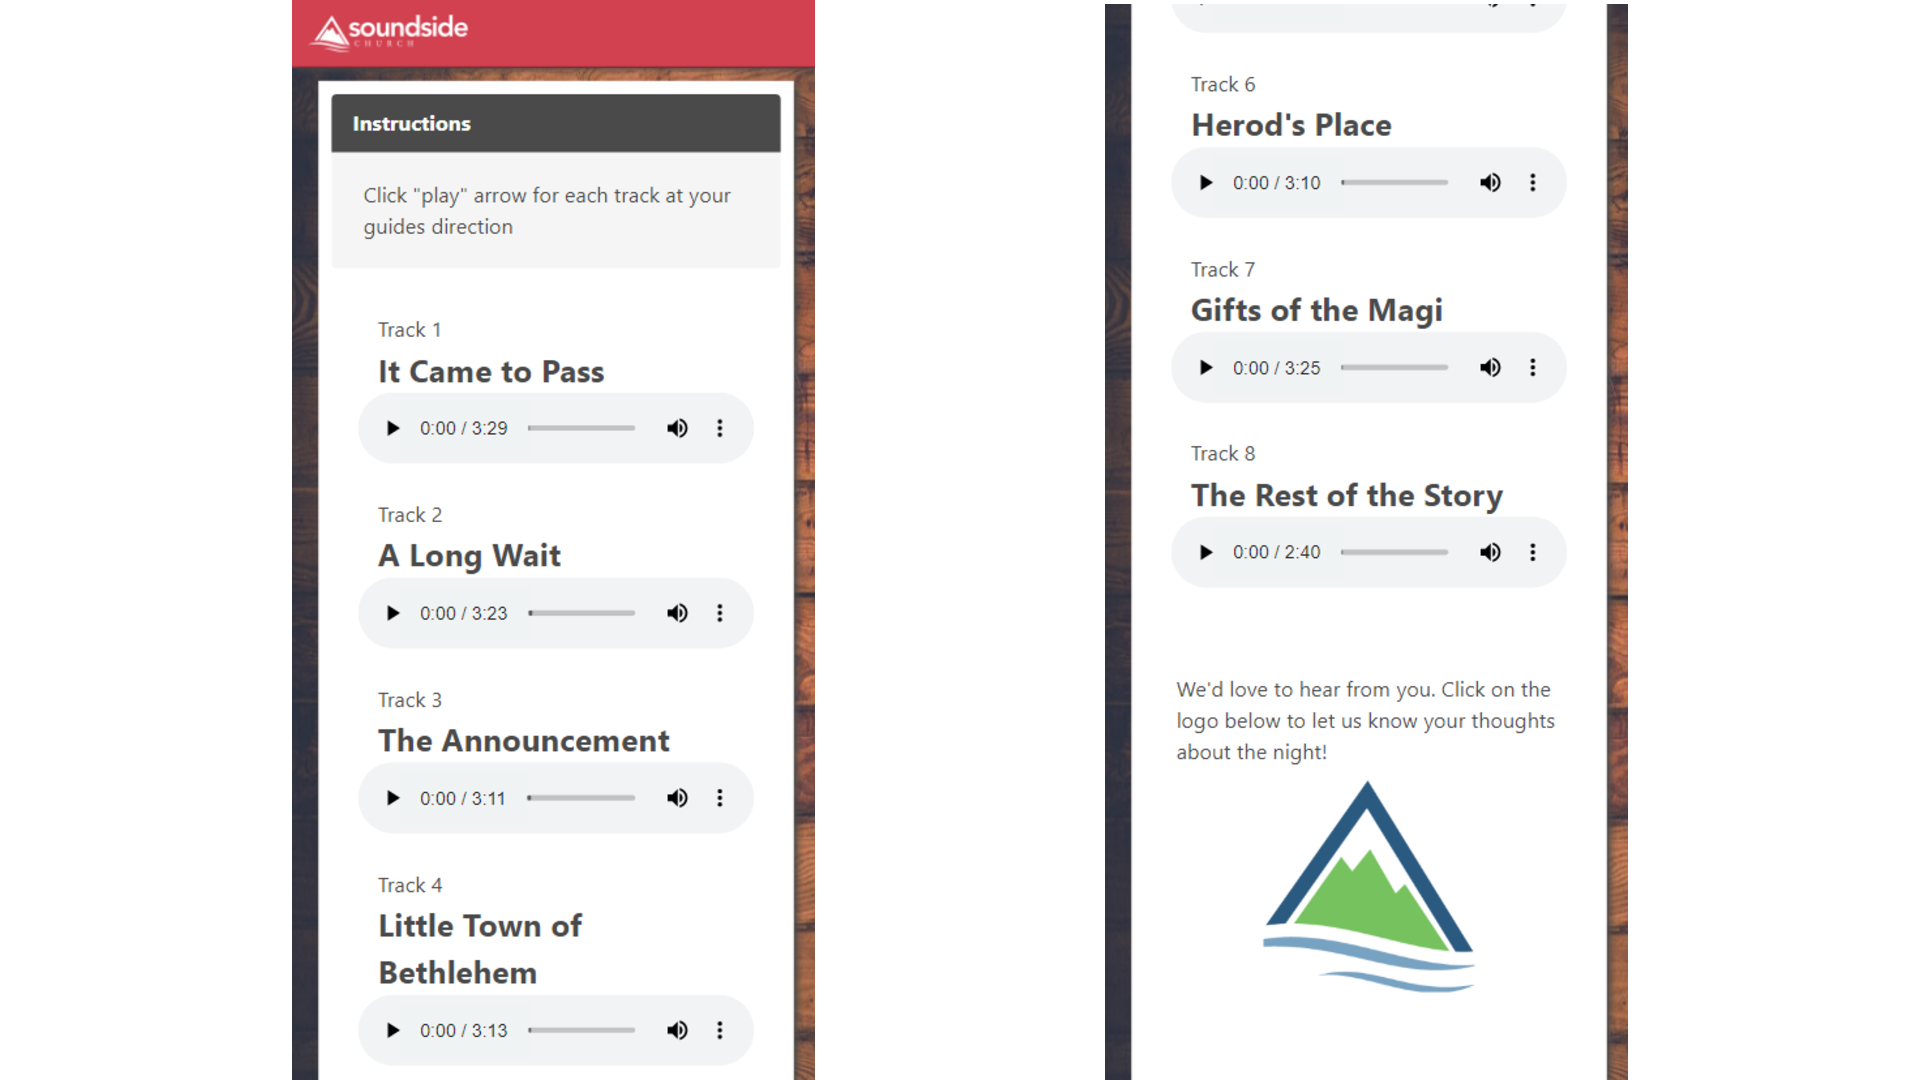 soundside
CHURCH
Instructions
Click "play" arrow for each track at your
guides direction
Track 1
It Came to Pass
0:00 / 3:29
Track 2
A Long Wait
0:00 / 3:23
Track 3
The Announcement
0:00 / 3:11
Track 4
Little Town of
Bethlehem
0:00 / 3:13
Track 6
Herod's Place
0:00 / 3:10
Track 7
Gifts of the Magi
0:00 / 3:25
Track 8
The Rest of the Story
0:00 / 2:40
We'd love to hear from you. Click on the
logo below to let us know your thoughts
about the night!